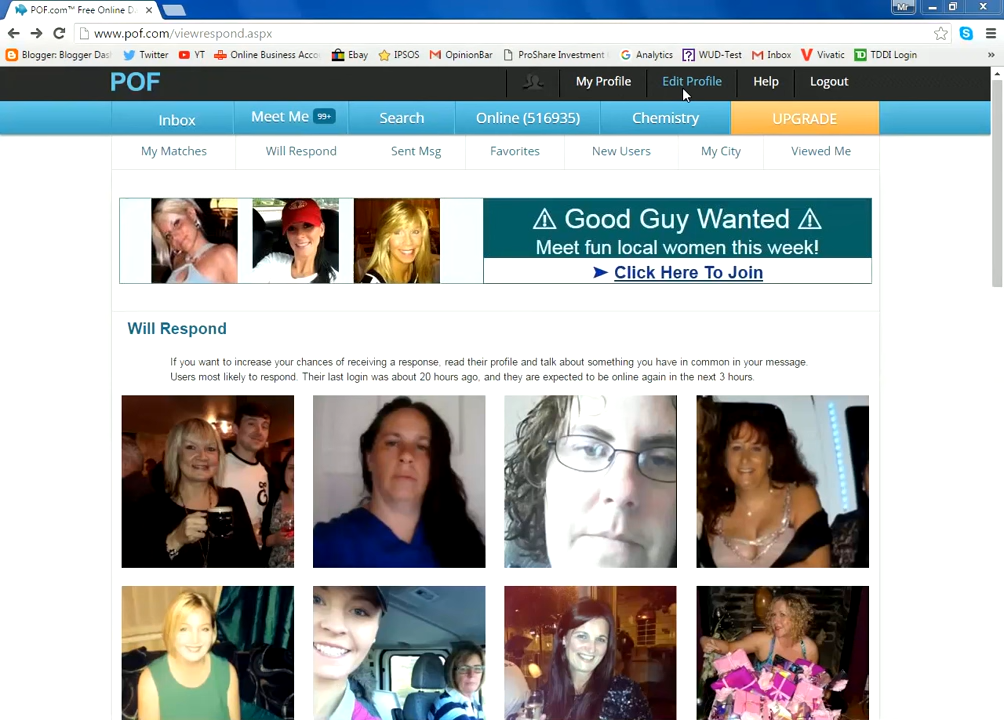 POF.com™ Free Online D
Mr
www.pof.com/viewrespond.aspx
Blogger: Blogger Das Twitter YT Online Business Acco Ebay IPSOS OpinionBar ProShare Investment Analytics WUD-Test Inbox Vivatic TDDI Login »
POF My Profile Edit Profile Help Logout
Inbox Meet Me 99+ Search Online (516935) Chemistry UPGRADE
My Matches Will Respond Sent Msg Favorites New Users My City Viewed Me
⚠ Good Guy Wanted ⚠
Meet fun local women this week!
➤ Click Here To Join
Will Respond
If you want to increase your chances of receiving a response, read their profile and talk about something you have in common in your message.
Users most likely to respond. Their last login was about 20 hours ago, and they are expected to be online again in the next 3 hours.